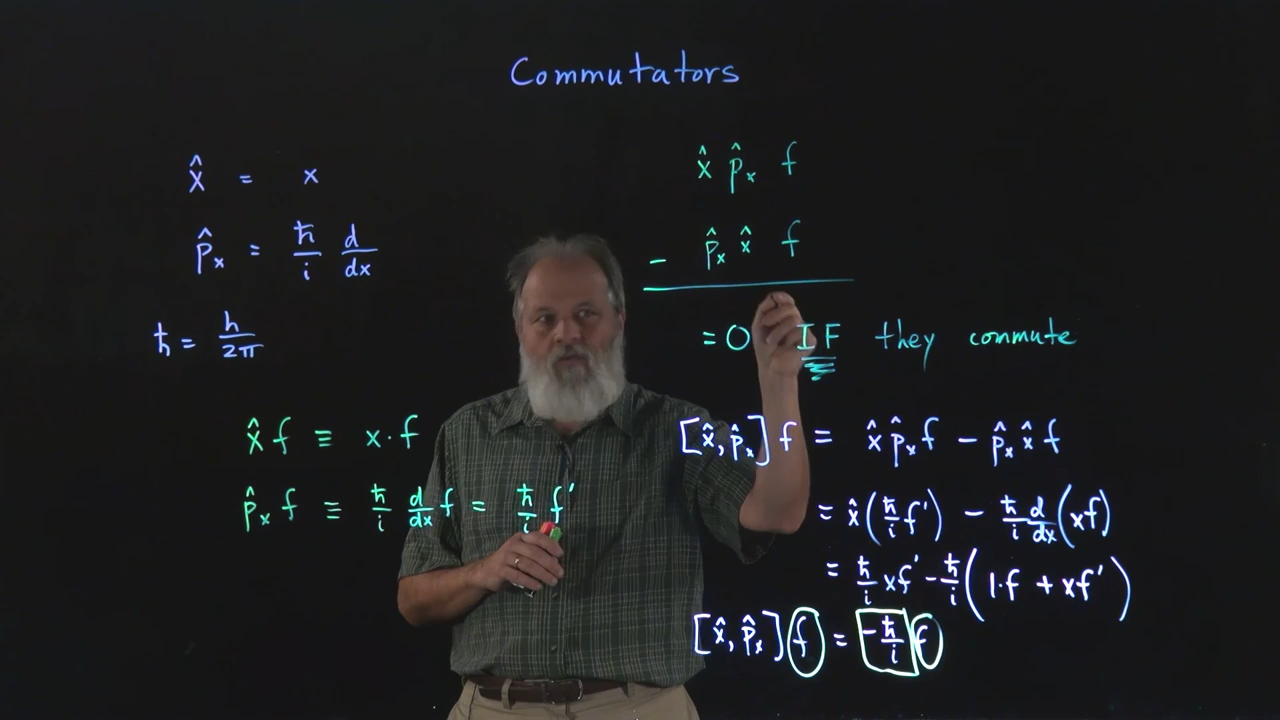 Commutators
x̂ = x
p̂ₓ = ħ/i d/dx
ħ = h/2π
x̂ f ≡ x · f
p̂ₓ f ≡ ħ/i d/dx f = ħ/i f′
x̂ p̂ₓ f
− p̂ₓ x̂ f
= 0 IF they commute
[x̂, p̂ₓ] f = x̂ p̂ₓ f − p̂ₓ x̂ f
= x̂ (ħ/i f′) − ħ/i d/dx (xf)
= ħ/i xf′ − ħ/i (1·f + xf′)
[x̂, p̂ₓ] f = −ħ/i f